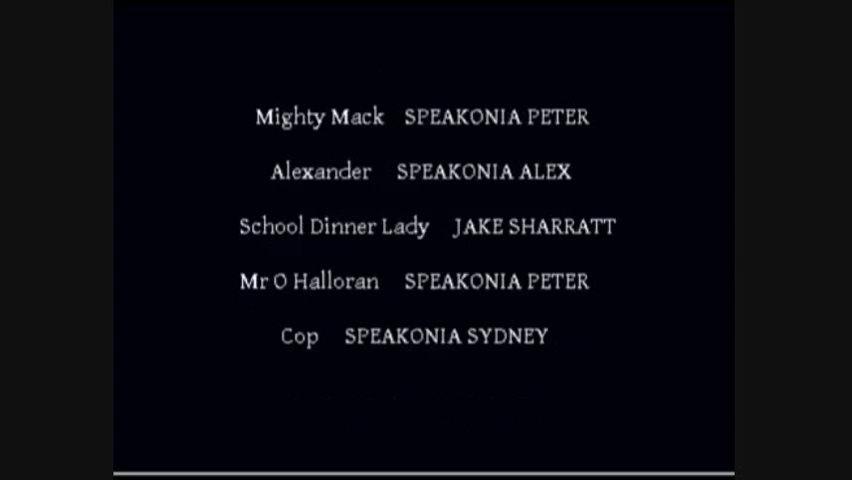 Mighty Mack SPEAKONIA PETER
Alexander SPEAKONIA ALEX
School Dinner Lady JAKE SHARRATT
Mr O Halloran SPEAKONIA PETER
Cop SPEAKONIA SYDNEY